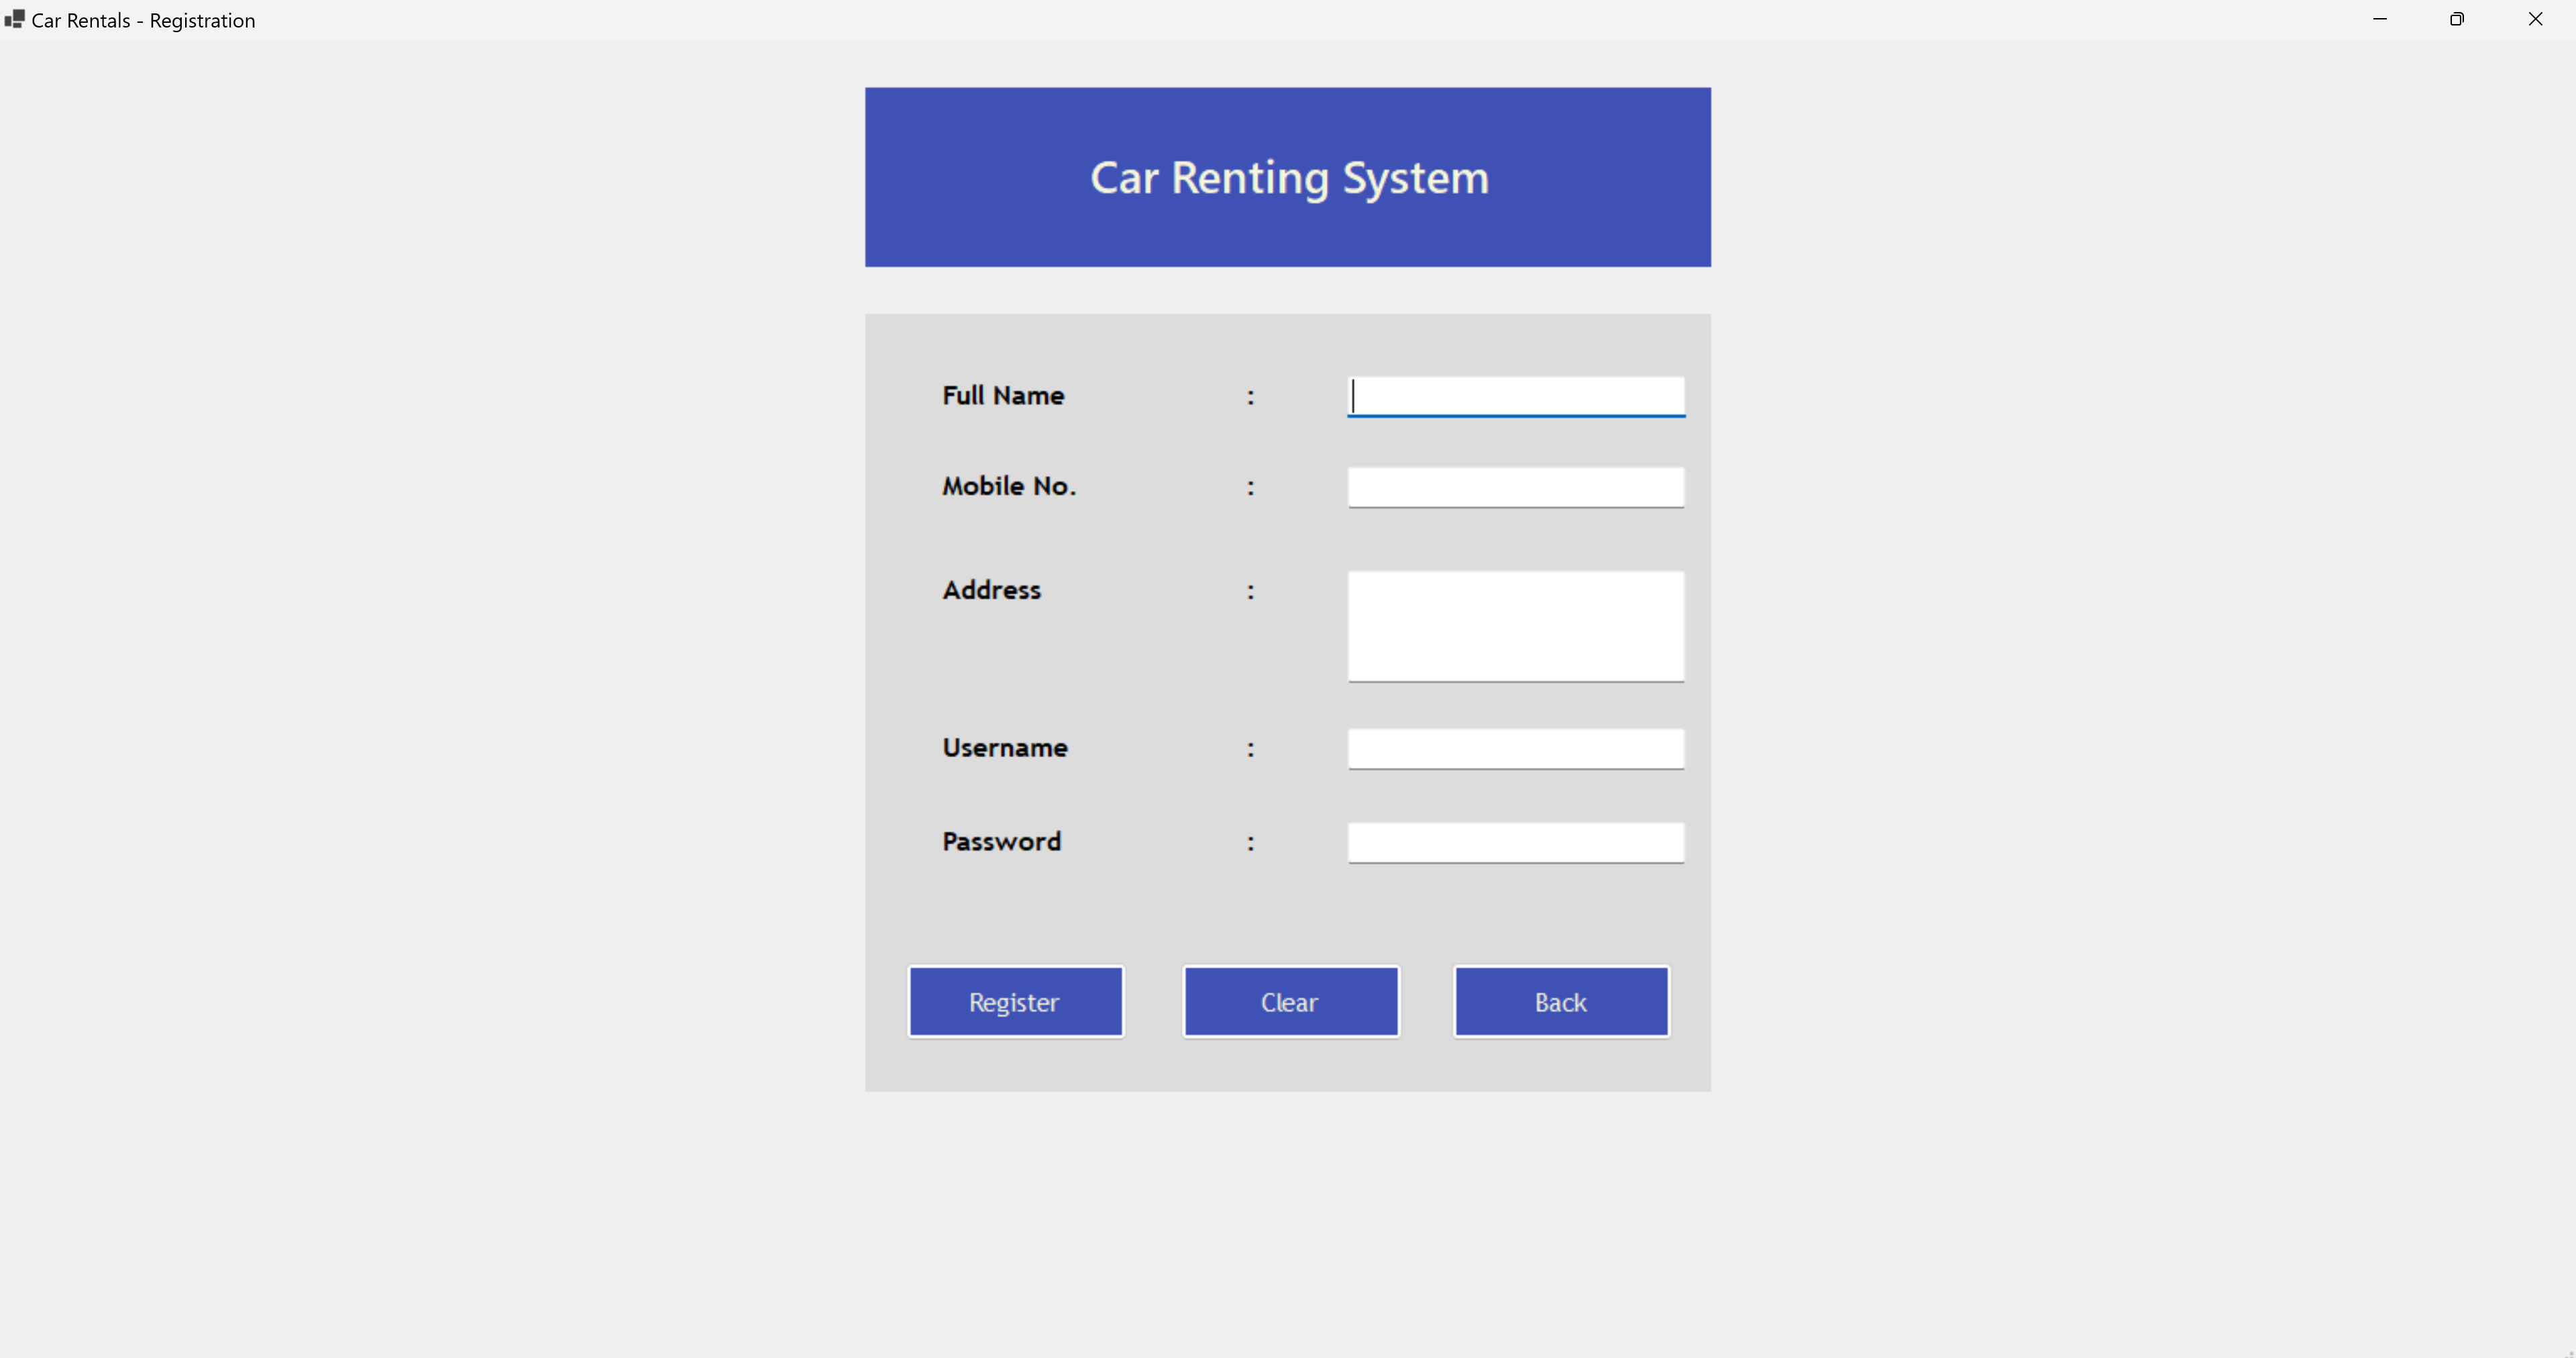 Car Rentals - Registration
Car Renting System
Full Name :
Mobile No. :
Address :
Username :
Password :
Register Clear Back